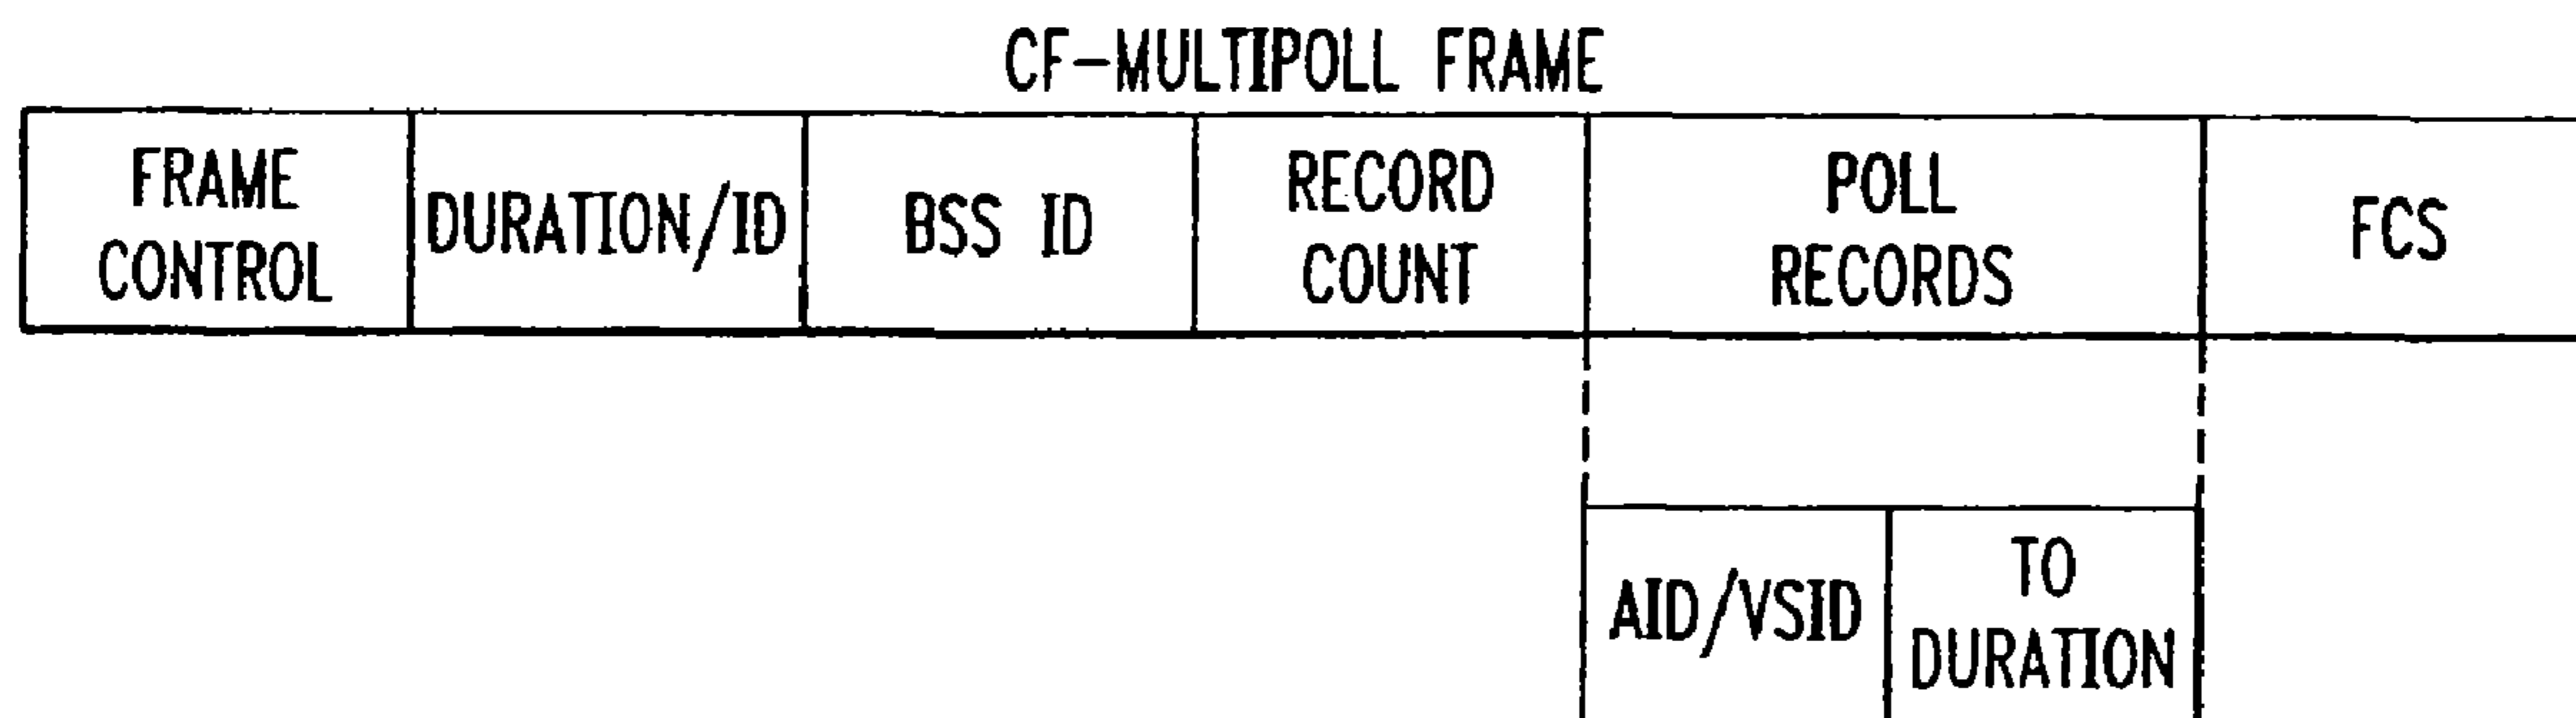 CF-MULTIPOLL FRAME
FRAME
CONTROL
DURATION/ID
BSS ID
RECORD
COUNT
POLL
RECORDS
FCS
AID/VSID
TO
DURATION